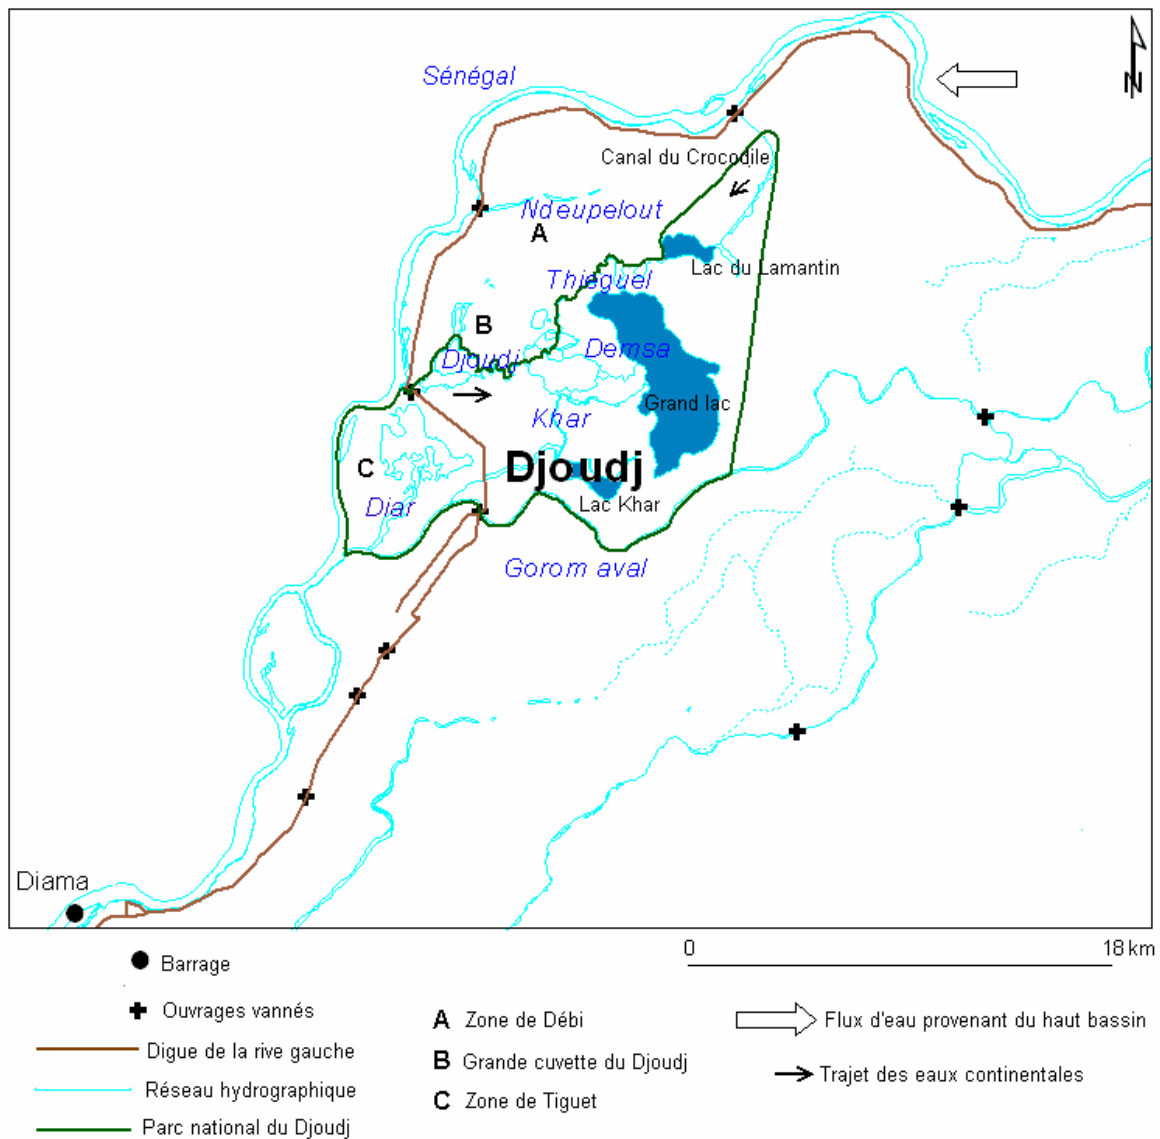 Sénégal
N
Canal du Crocodile
Ndeupelout
A
Lac du Lamantin
Thieguel
B
Djoudj
Demsa
Grand lac
Khar
Djoudj
C
Lac Khar
Diar
Gorom aval
Diama
0 18 km
Barrage
Ouvrages vannés
Digue de la rive gauche
Réseau hydrographique
Parc national du Djoudj
A Zone de Débi
B Grande cuvette du Djoudj
C Zone de Tiguet
Flux d'eau provenant du haut bassin
Trajet des eaux continentales